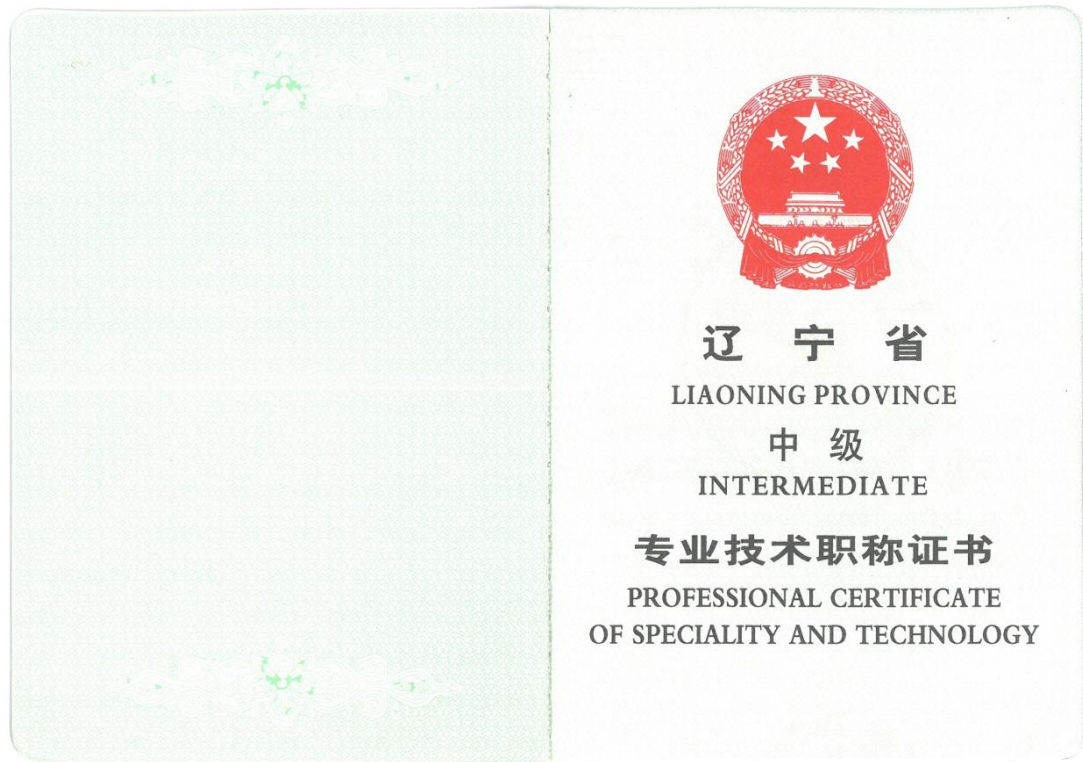 辽宁省
LIAONING PROVINCE
中级
INTERMEDIATE
专业技术职称证书
PROFESSIONAL CERTIFICATE
OF SPECIALITY AND TECHNOLOGY